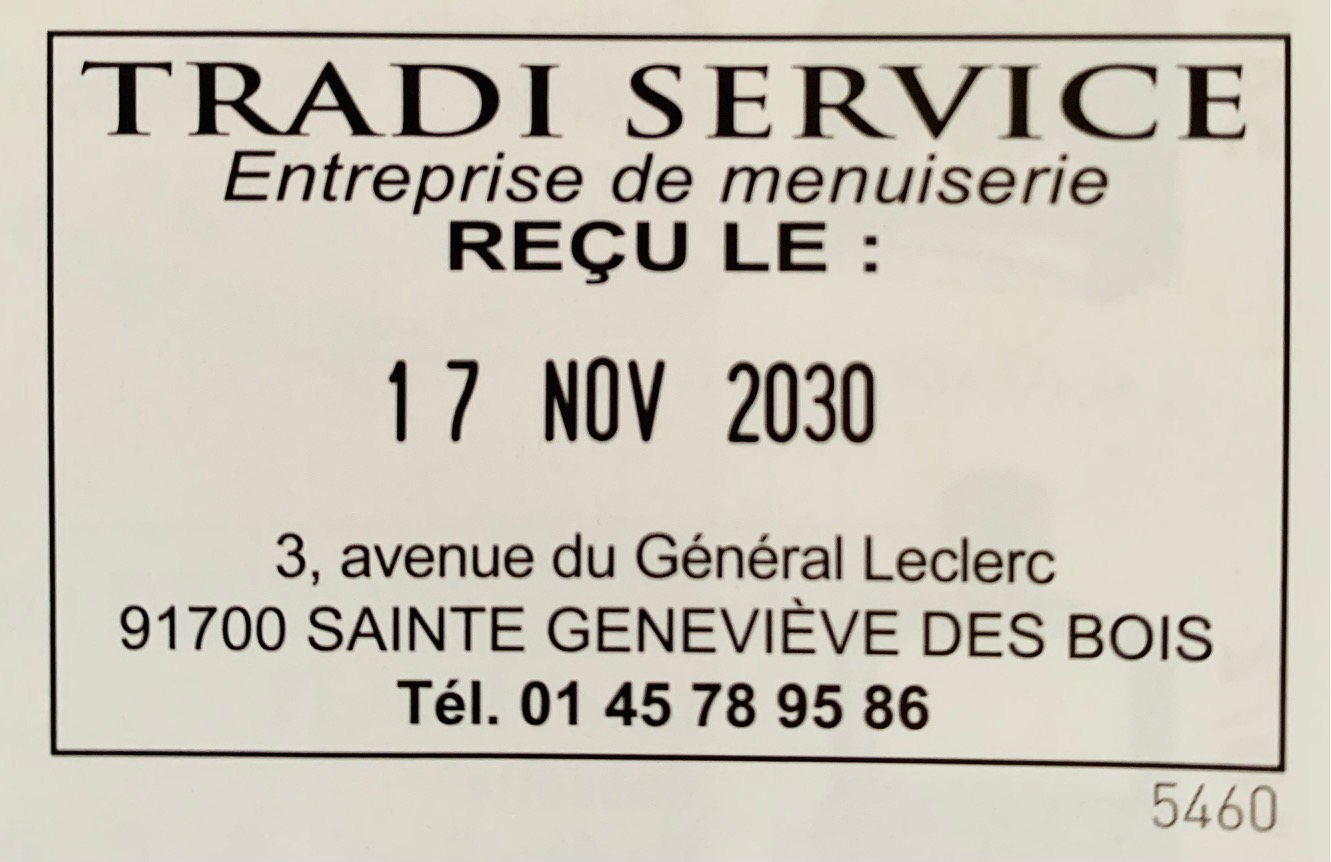 TRADI SERVICE
Entreprise de menuiserie
REÇU LE :
17 NOV 2030
3, avenue du Général Leclerc
91700 SAINTE GENEVIÈVE DES BOIS
Tél. 01 45 78 95 86
5460